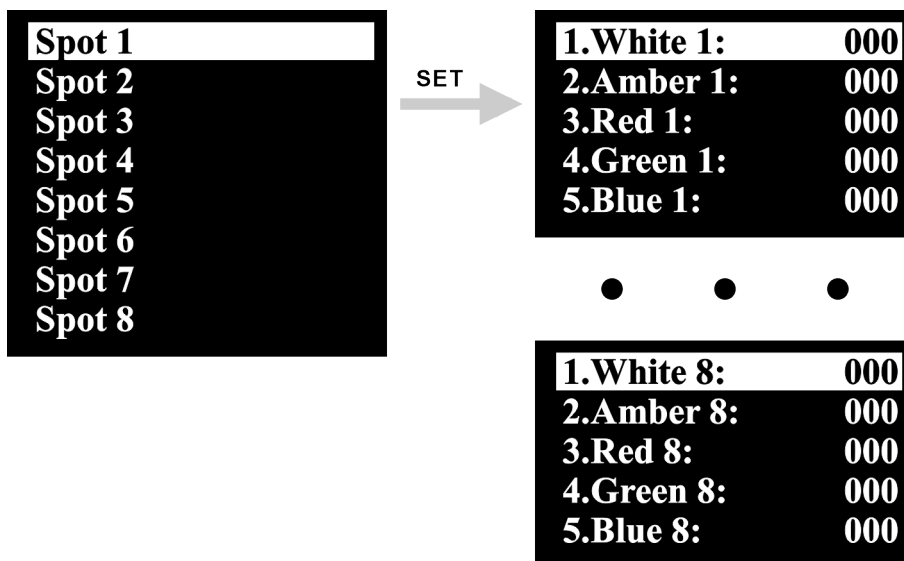 Spot 1
Spot 2
Spot 3
Spot 4
Spot 5
Spot 6
Spot 7
Spot 8
SET
1.White 1: 000
2.Amber 1: 000
3.Red 1: 000
4.Green 1: 000
5.Blue 1: 000
1.White 8: 000
2.Amber 8: 000
3.Red 8: 000
4.Green 8: 000
5.Blue 8: 000